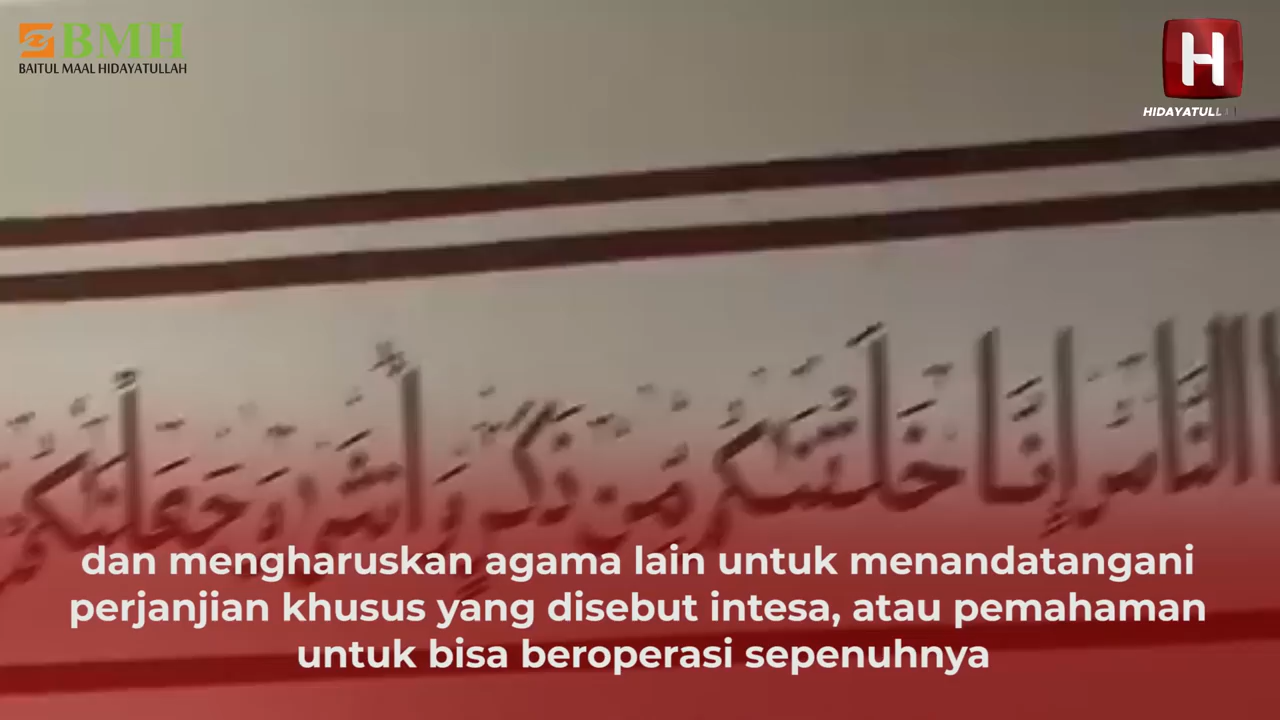 BMH
BAITUL MAAL HIDAYATULLAH
H
HIDAYATULL
النَّاسُ إِنَّا خَلَقْنَاكُم مِّن ذَكَرٍ وَأُنثَى وَجَعَلْنَاكُمْ
dan mengharuskan agama lain untuk menandatangani
perjanjian khusus yang disebut intesa, atau pemahaman
untuk bisa beroperasi sepenuhnya